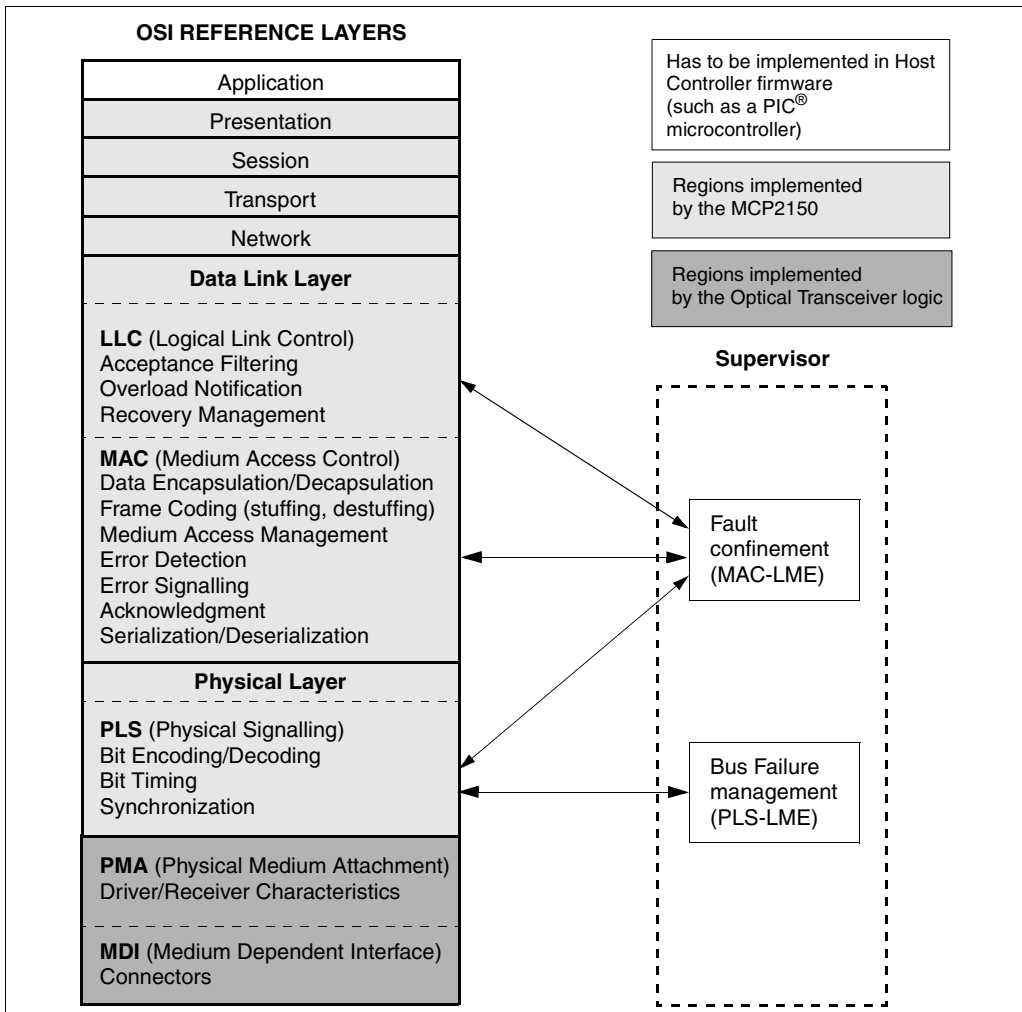 OSI REFERENCE LAYERS
Application
Presentation
Session
Transport
Network
Data Link Layer
LLC (Logical Link Control)
Acceptance Filtering
Overload Notification
Recovery Management
MAC (Medium Access Control)
Data Encapsulation/Decapsulation
Frame Coding (stuffing, destuffing)
Medium Access Management
Error Detection
Error Signalling
Acknowledgment
Serialization/Deserialization
Physical Layer
PLS (Physical Signalling)
Bit Encoding/Decoding
Bit Timing
Synchronization
PMA (Physical Medium Attachment)
Driver/Receiver Characteristics
MDI (Medium Dependent Interface)
Connectors
Has to be implemented in Host
Controller firmware
(such as a PIC®
microcontroller)
Regions implemented
by the MCP2150
Regions implemented
by the Optical Transceiver logic
Supervisor
Fault
confinement
(MAC-LME)
Bus Failure
management
(PLS-LME)